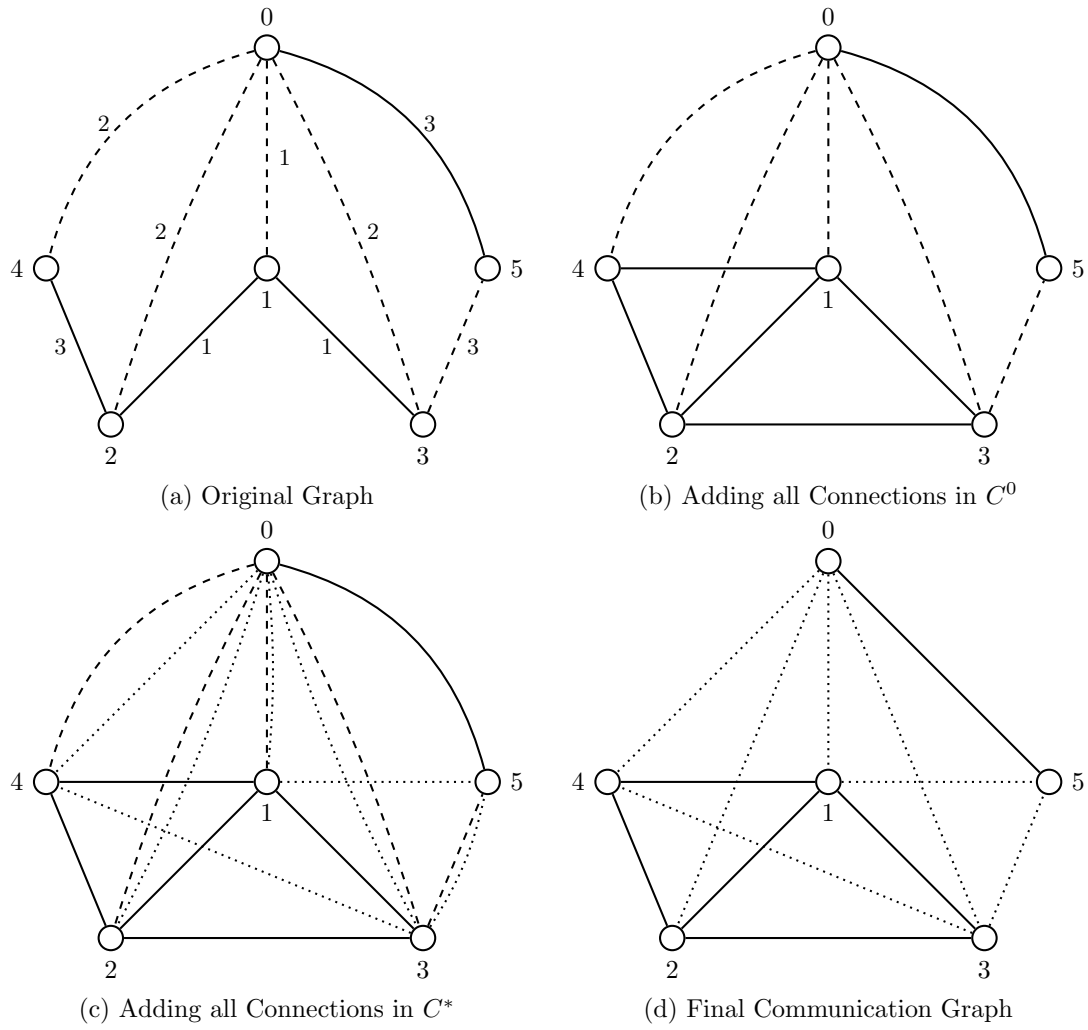 0 0
2 3
1
2 2
4 5 4 5
1 1
3 1 1 3
2 3 2 3
(a) Original Graph (b) Adding all Connections in C⁰
0 0
4 5 4 5
1 1
2 3 2 3
(c) Adding all Connections in C* (d) Final Communication Graph